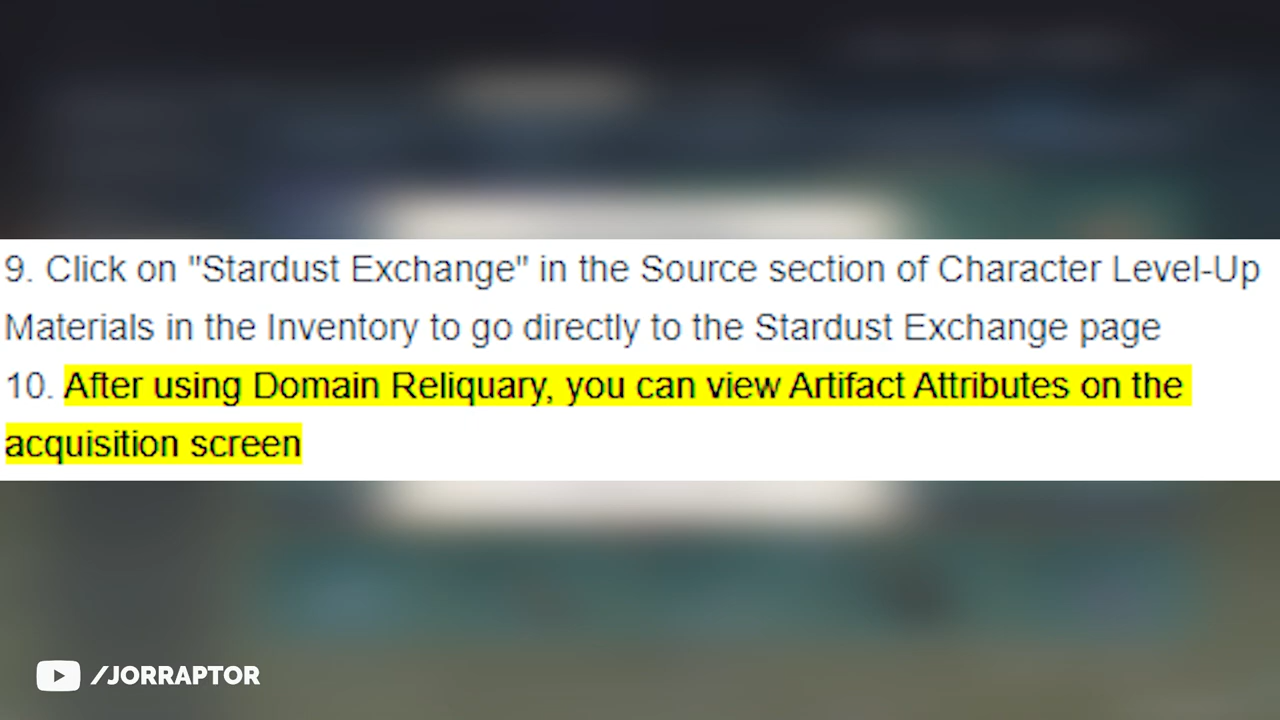 9. Click on "Stardust Exchange" in the Source section of Character Level-Up
Materials in the Inventory to go directly to the Stardust Exchange page
10. After using Domain Reliquary, you can view Artifact Attributes on the
acquisition screen
/JORRAPTOR